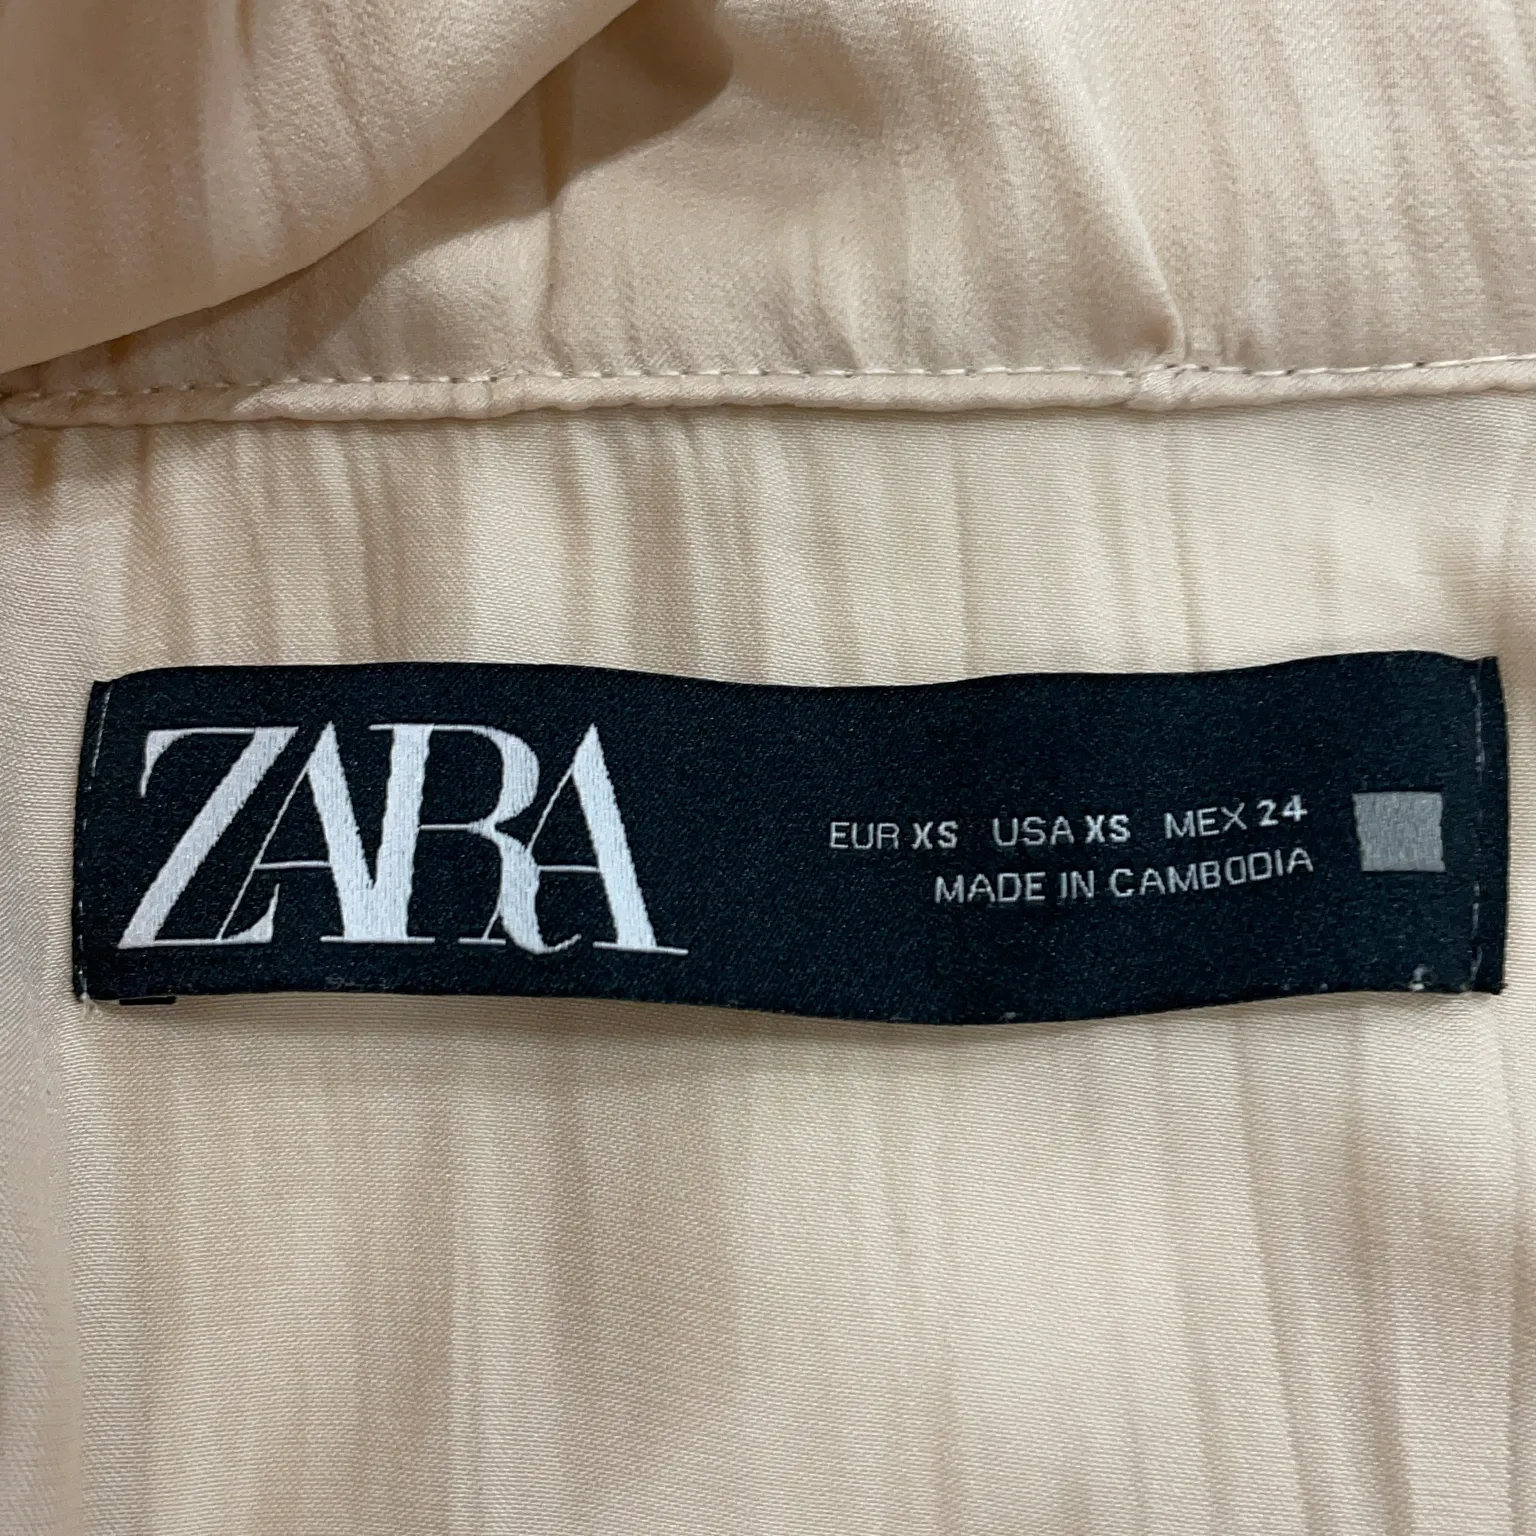 ZARA
EUR XS USA XS MEX 24
MADE IN CAMBODIA